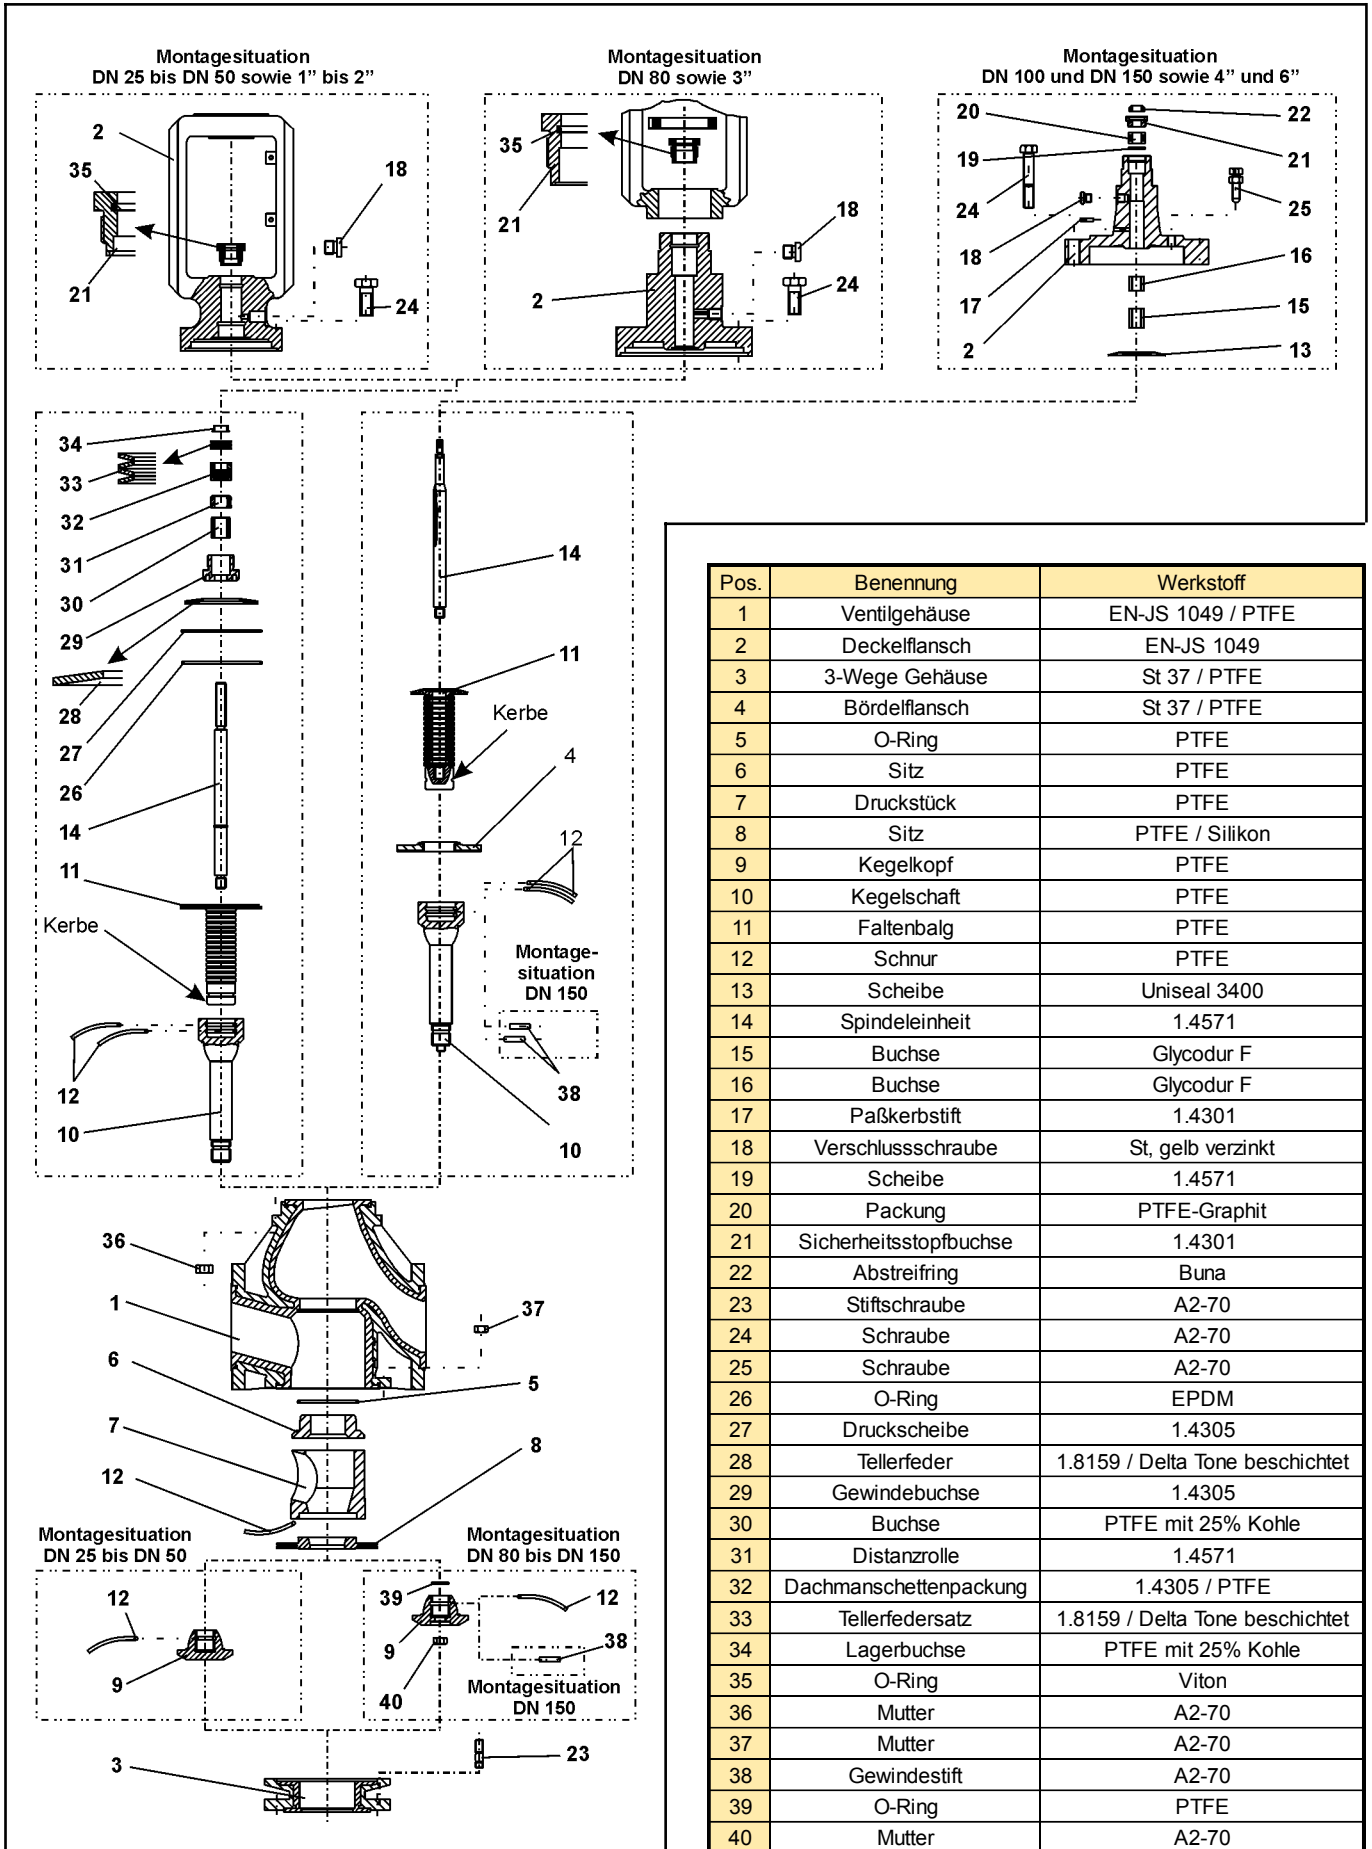 Montagesituation
DN 25 bis DN 50 sowie 1” bis 2”
2
35
18
21
24
Montagesituation
DN 80 sowie 3”
35
21
18
2
24
Montagesituation
DN 100 und DN 150 sowie 4” und 6”
20
22
19
21
24
25
18
16
17
15
2
13
34
33
32
31
30
29
28
27
26
14
11
Kerbe
12
10
14
11
Kerbe
4
12
Montage-
situation
DN 150
38
10
36
1
37
6
5
7
8
12
Montagesituation
DN 25 bis DN 50
12
9
Montagesituation
DN 80 bis DN 150
39
12
9
38
40
Montagesituation
DN 150
3
23
Pos. Benennung Werkstoff
1 Ventilgehäuse EN-JS 1049 / PTFE
2 Deckelflansch EN-JS 1049
3 3-Wege Gehäuse St 37 / PTFE
4 Bördelflansch St 37 / PTFE
5 O-Ring PTFE
6 Sitz PTFE
7 Druckstück PTFE
8 Sitz PTFE / Silikon
9 Kegelkopf PTFE
10 Kegelschaft PTFE
11 Faltenbalg PTFE
12 Schnur PTFE
13 Scheibe Uniseal 3400
14 Spindeleinheit 1.4571
15 Buchse Glycodur F
16 Buchse Glycodur F
17 Paßkerbstift 1.4301
18 Verschlussschraube St, gelb verzinkt
19 Scheibe 1.4571
20 Packung PTFE-Graphit
21 Sicherheitsstopfbuchse 1.4301
22 Abstreifring Buna
23 Stiftschraube A2-70
24 Schraube A2-70
25 Schraube A2-70
26 O-Ring EPDM
27 Druckscheibe 1.4305
28 Tellerfeder 1.8159 / Delta Tone beschichtet
29 Gewindebuchse 1.4305
30 Buchse PTFE mit 25% Kohle
31 Distanzrolle 1.4571
32 Dachmanschettenpackung 1.4305 / PTFE
33 Tellerfedersatz 1.8159 / Delta Tone beschichtet
34 Lagerbuchse PTFE mit 25% Kohle
35 O-Ring Viton
36 Mutter A2-70
37 Mutter A2-70
38 Gewindestift A2-70
39 O-Ring PTFE
40 Mutter A2-70